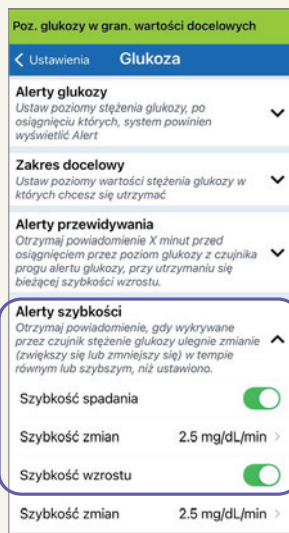 Poz. glukozy w gran. wartości docelowych
Ustawienia Glukoza
Alerty glukozy
Ustaw poziomy stężenia glukozy, po
osiągnięciu których, system powinien
wyświetlić Alert
Zakres docelowy
Ustaw poziomy wartości stężenia glukozy w
których chcesz się utrzymać
Alerty przewidywania
Otrzymaj powiadomienie X minut przed
osiągnięciem przez poziom glukozy z czujnika
progu alertu glukozy, przy utrzymaniu się
bieżącej szybkości wzrostu.
Alerty szybkości
Otrzymaj powiadomienie, gdy wykrywane
przez czujnik stężenie glukozy ulegnie zmianie
(zwiększy się lub zmniejszy się) w tempie
równym lub szybszym, niż ustawiono.
Szybkość spadania
Szybkość zmian 2.5 mg/dL/min
Szybkość wzrostu
Szybkość zmian 2.5 mg/dL/min